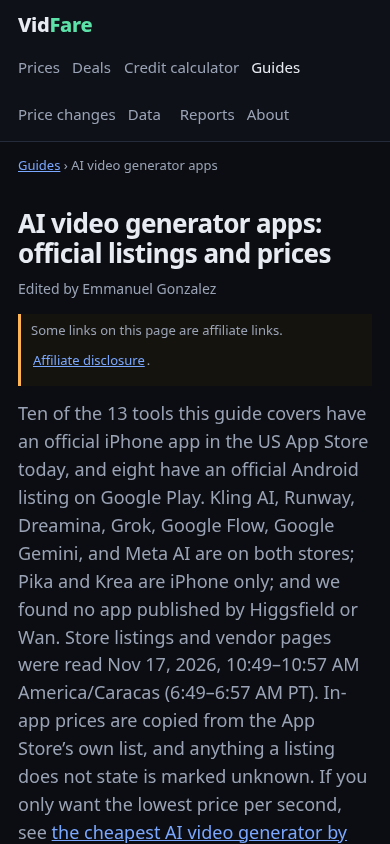 VidFare
Prices Deals Credit calculator Guides
Price changes Data Reports About
Guides › AI video generator apps
AI video generator apps:
official listings and prices
Edited by Emmanuel Gonzalez
Some links on this page are affiliate links.
Affiliate disclosure.
Ten of the 13 tools this guide covers have
an official iPhone app in the US App Store
today, and eight have an official Android
listing on Google Play. Kling AI, Runway,
Dreamina, Grok, Google Flow, Google
Gemini, and Meta AI are on both stores;
Pika and Krea are iPhone only; and we
found no app published by Higgsfield or
Wan. Store listings and vendor pages
were read Nov 17, 2026, 10:49–10:57 AM
America/Caracas (6:49–6:57 AM PT). In-
app prices are copied from the App
Store’s own list, and anything a listing
does not state is marked unknown. If you
only want the lowest price per second,
see the cheapest AI video generator by